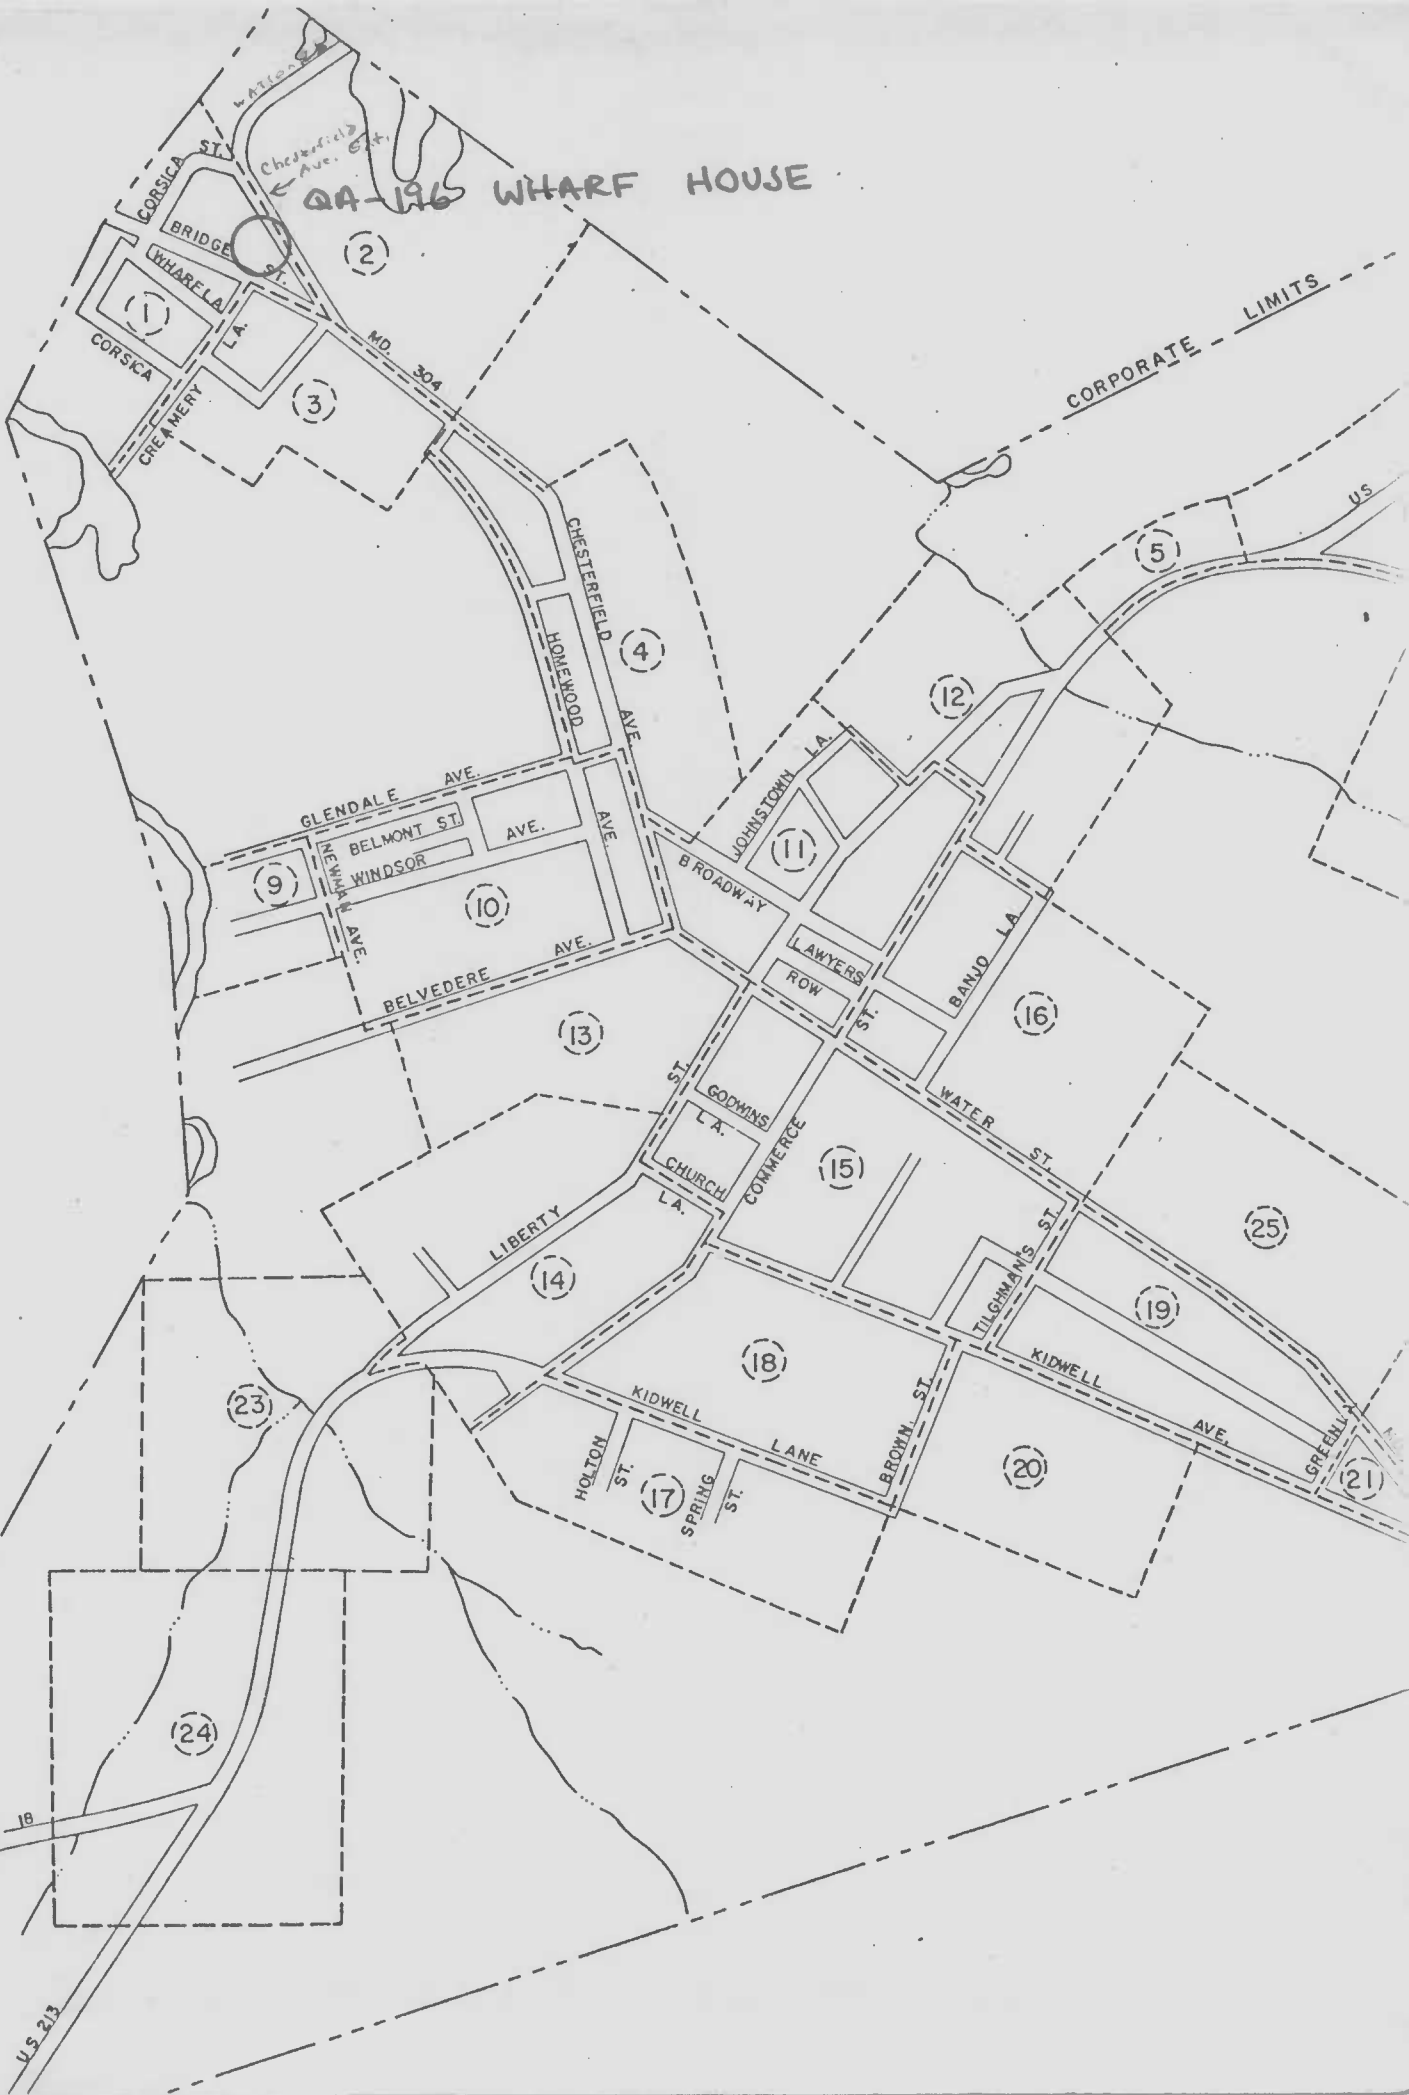 WATSON RD
Chesterfield
Ave. Ext.
←
QA-196 WHARF HOUSE
CORSICA ST.
BRIDGE ST.
WHARF LA
2
1
L.A.
CORSICA
CREAMERY
3
MD. 304
CORPORATE LIMITS
US
5
CHESTERFIELD AVE.
HOMEWOOD AVE.
4
12
GLENDALE AVE.
BELMONT ST.
WINDSOR AVE.
NEWMAN AVE.
9
10
JOHNSTOWN LA.
11
BROADWAY
LAWYERS
ROW
BANJO LA
BELVEDERE AVE.
13
ST.
16
ST.
GODWINS
LA.
CHURCH
LA.
COMMERCE
WATER ST.
15
LIBERTY
14
TILGHMAN'S ST.
25
19
18
KIDWELL AVE.
KIDWELL LANE
BROWN ST.
GREEN
21
20
HOLTON ST.
17
SPRING ST.
23
24
18
US 213